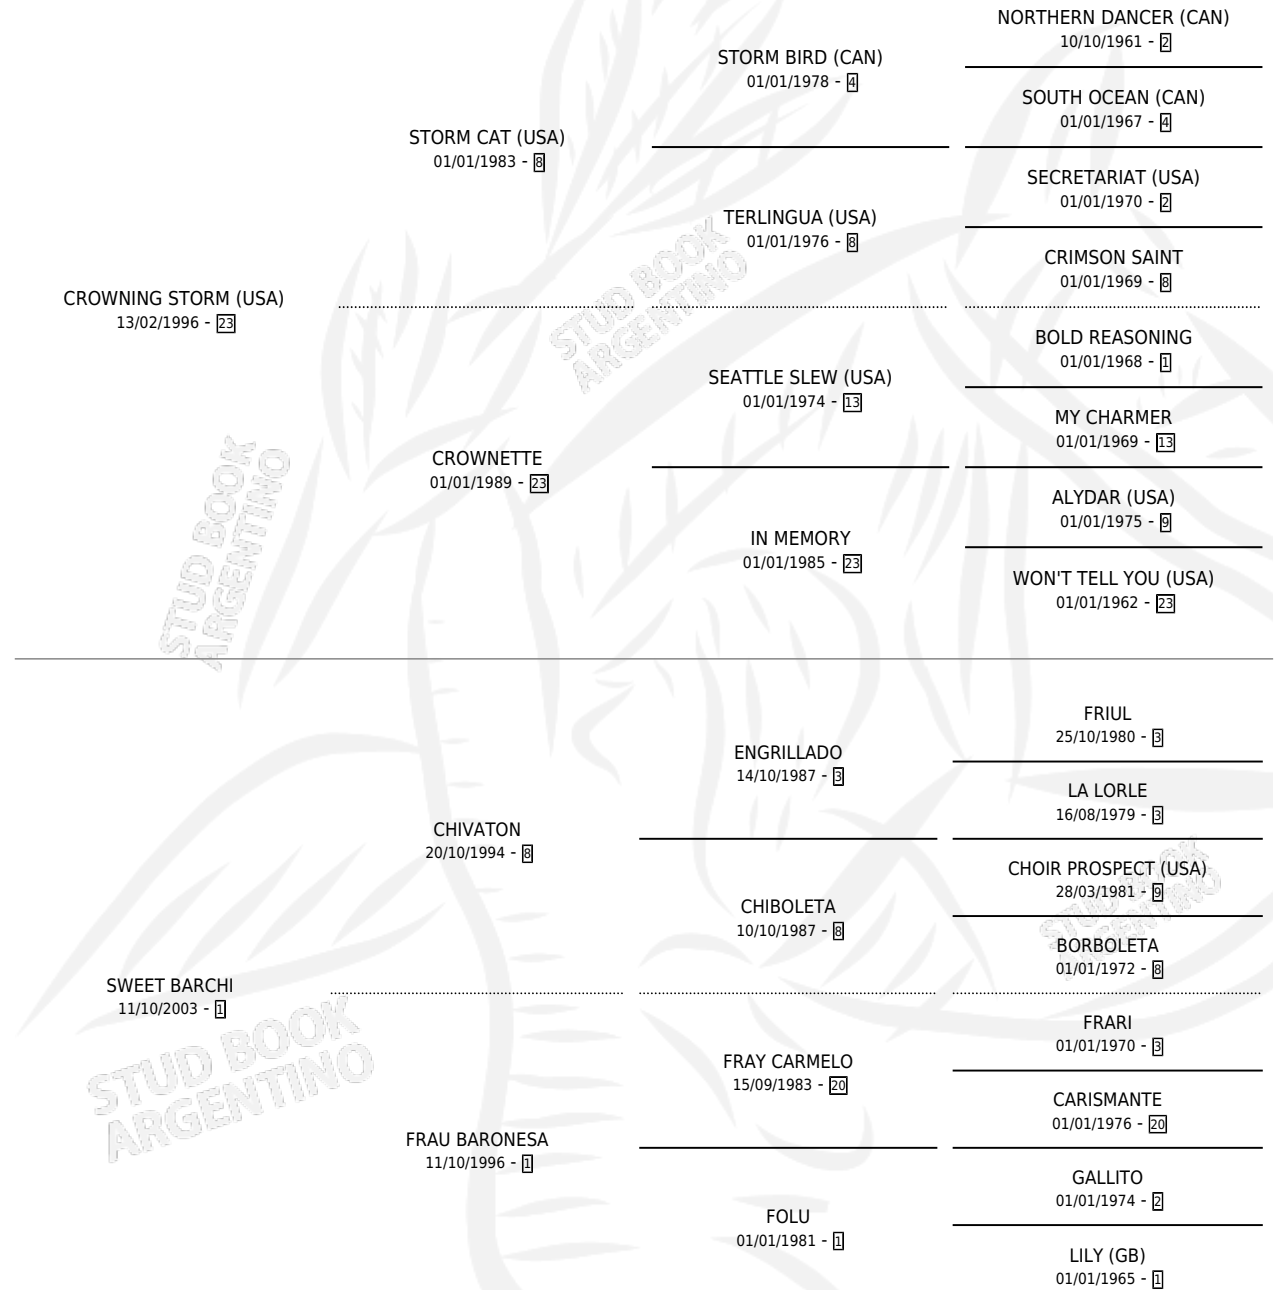 NORTHERN DANCER (CAN)
10/10/1961 - 2
STORM BIRD (CAN)
01/01/1978 - 4
SOUTH OCEAN (CAN)
01/01/1967 - 4
STORM CAT (USA)
01/01/1983 - 8
SECRETARIAT (USA)
01/01/1970 - 2
TERLINGUA (USA)
01/01/1976 - 8
CRIMSON SAINT
01/01/1969 - 8
CROWNING STORM (USA)
13/02/1996 - 23
BOLD REASONING
01/01/1968 - 1
SEATTLE SLEW (USA)
01/01/1974 - 13
MY CHARMER
01/01/1969 - 13
CROWNETTE
01/01/1989 - 23
ALYDAR (USA)
01/01/1975 - 9
IN MEMORY
01/01/1985 - 23
WON'T TELL YOU (USA)
01/01/1962 - 23
FRIUL
25/10/1980 - 3
ENGRILLADO
14/10/1987 - 3
LA LORLE
16/08/1979 - 3
CHIVATON
20/10/1994 - 8
CHOIR PROSPECT (USA)
28/03/1981 - 9
CHIBOLETA
10/10/1987 - 8
BORBOLETA
01/01/1972 - 8
SWEET BARCHI
11/10/2003 - 1
FRARI
01/01/1970 - 3
FRAY CARMELO
15/09/1983 - 20
CARISMANTE
01/01/1976 - 20
FRAU BARONESA
11/10/1996 - 1
GALLITO
01/01/1974 - 2
FOLU
01/01/1981 - 1
LILY (GB)
01/01/1965 - 1
STUD BOOK
ARGENTINO
STUD BOOK
ARGENTINO
STUD BOOK
ARGENTINO
STUD BOOK
ARGENTINO